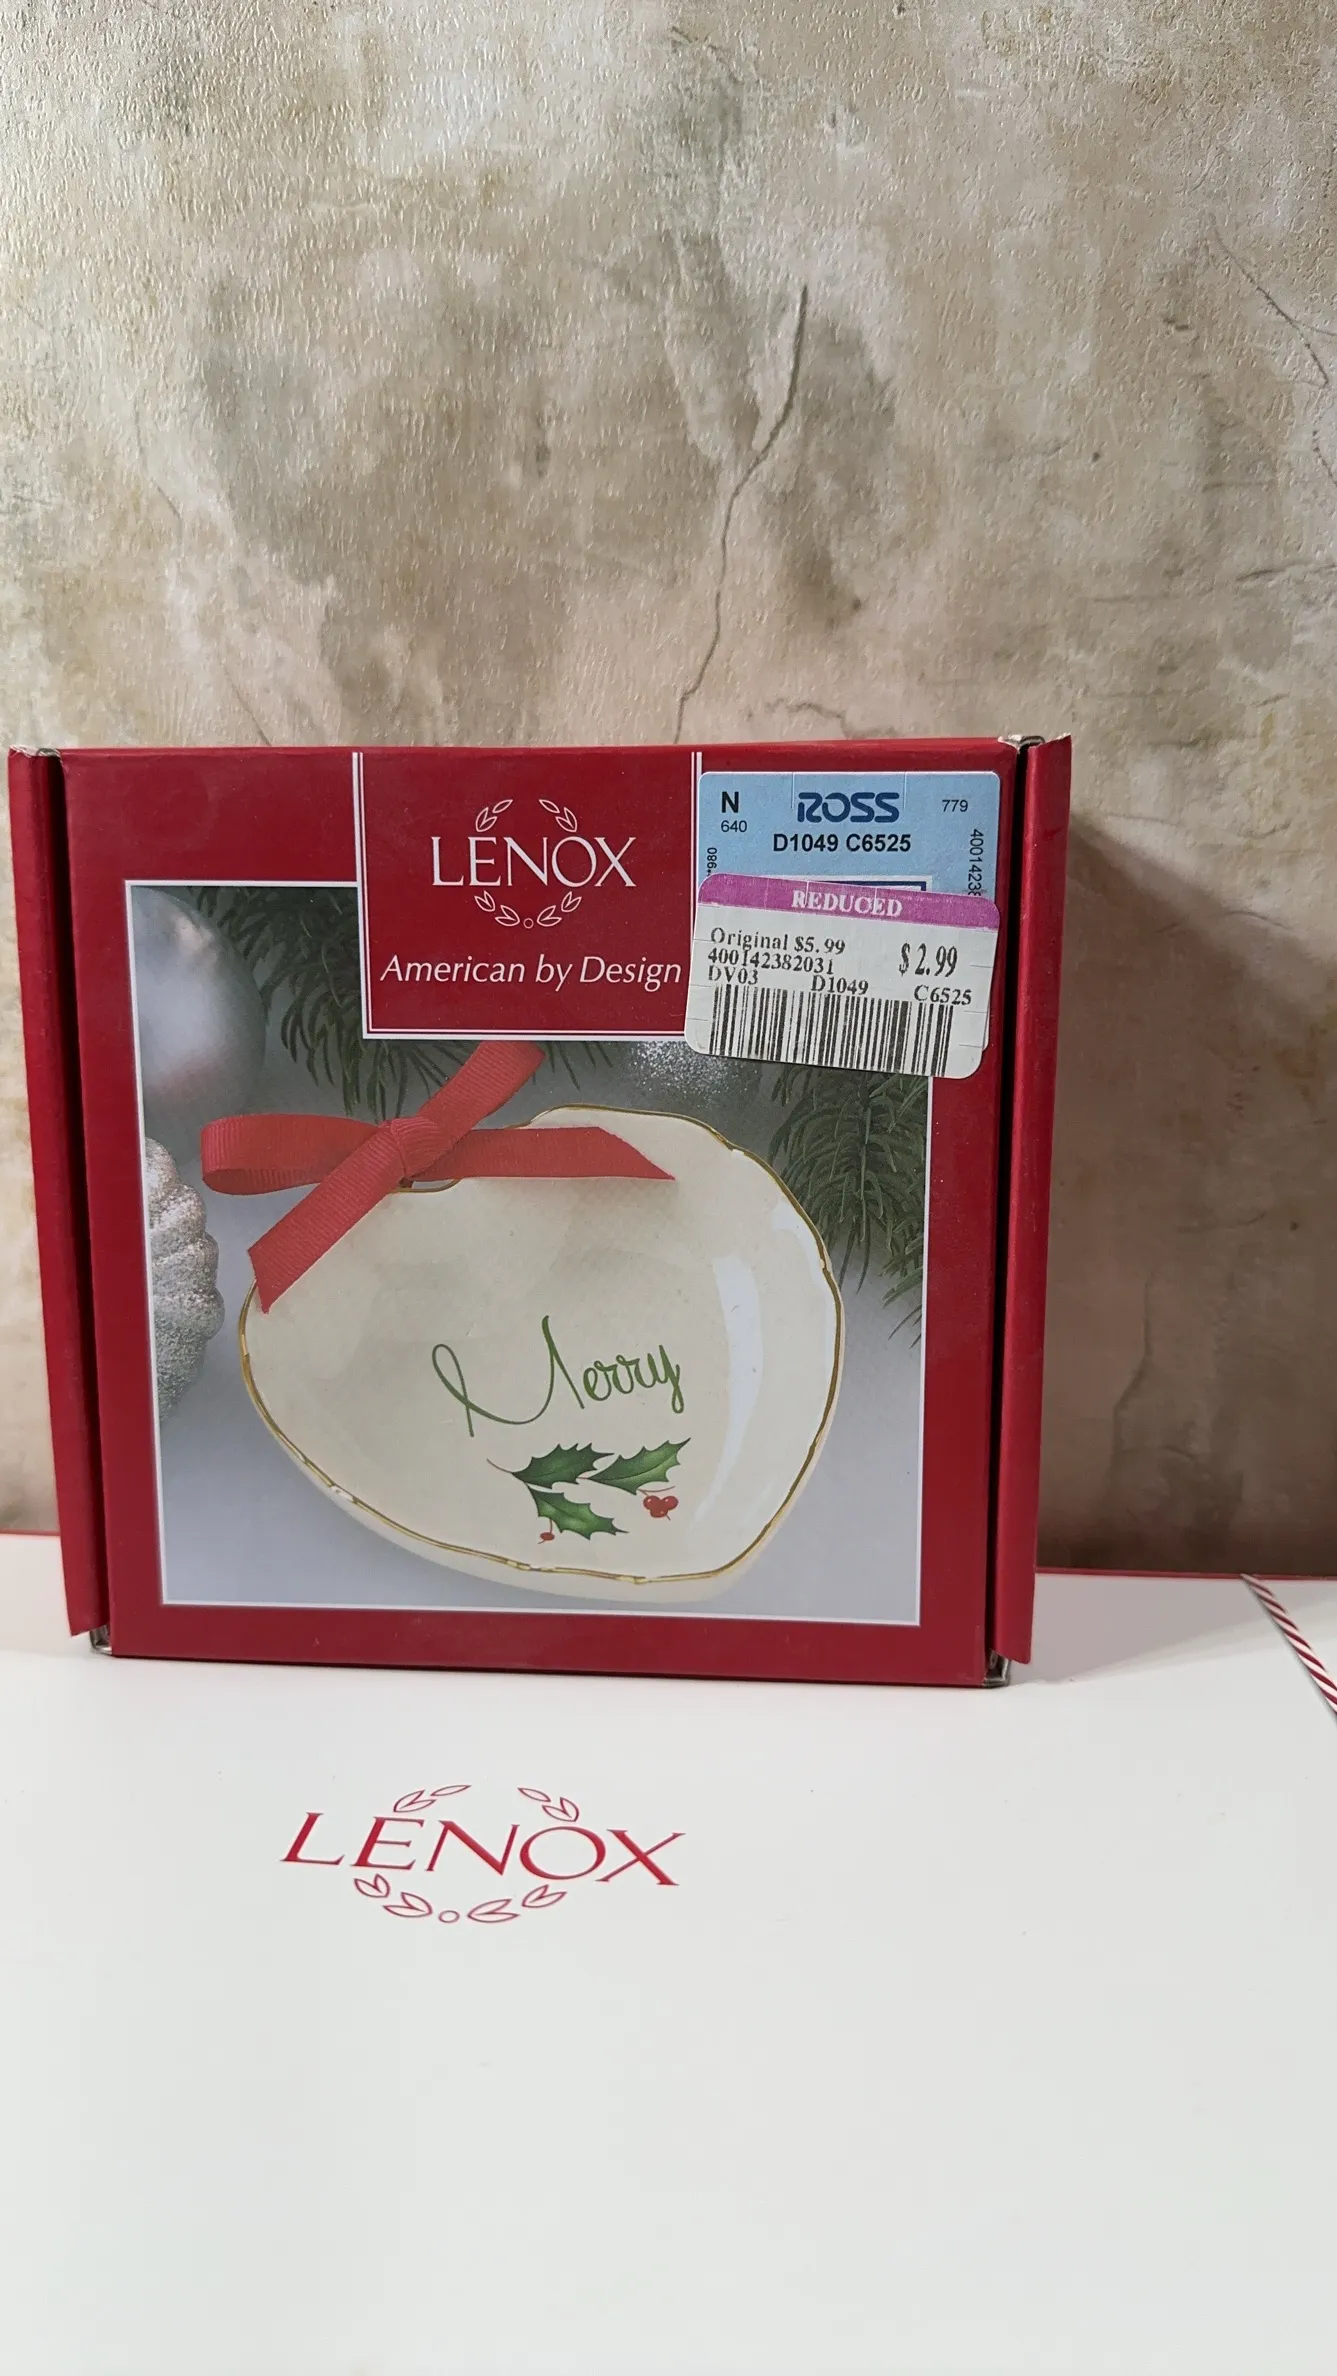 LENOX
American by Design
N ROSS 779
640
D1049 C6525
REDUCED
Original $5.99 $2.99
400142382031
DV03 D1049 C6525
Merry
LENOX